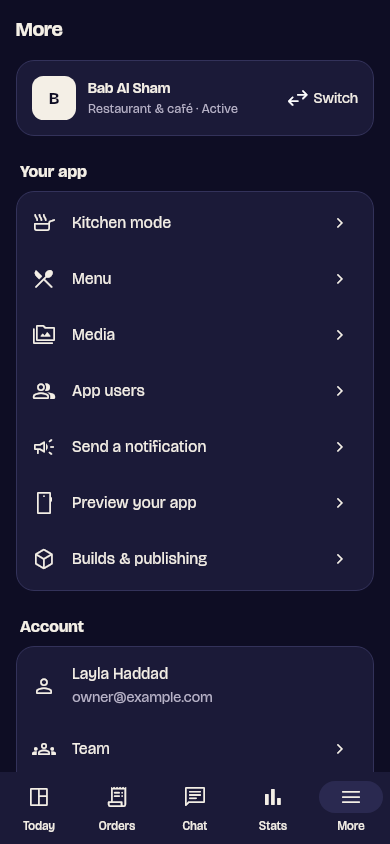 More
B
Bab Al Sham
Restaurant & café · Active
Switch
Your app
Kitchen mode
Menu
Media
App users
Send a notification
Preview your app
Builds & publishing
Account
Layla Haddad
owner@example.com
Team
Today
Orders
Chat
Stats
More